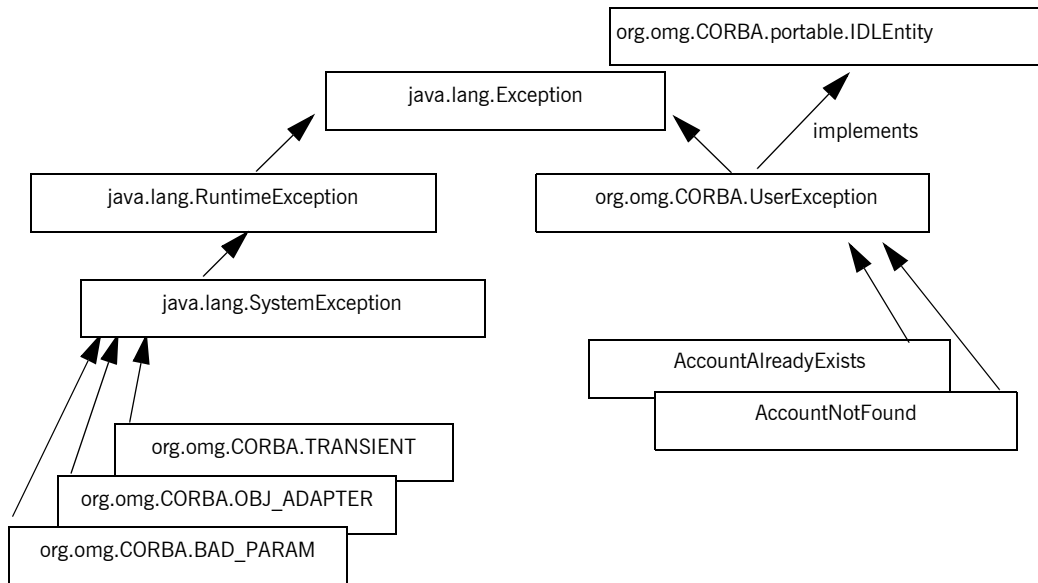 org.omg.CORBA.portable.IDLEntity
java.lang.Exception
implements
java.lang.RuntimeException
org.omg.CORBA.UserException
java.lang.SystemException
AccountAlreadyExists
AccountNotFound
org.omg.CORBA.TRANSIENT
org.omg.CORBA.OBJ_ADAPTER
org.omg.CORBA.BAD_PARAM